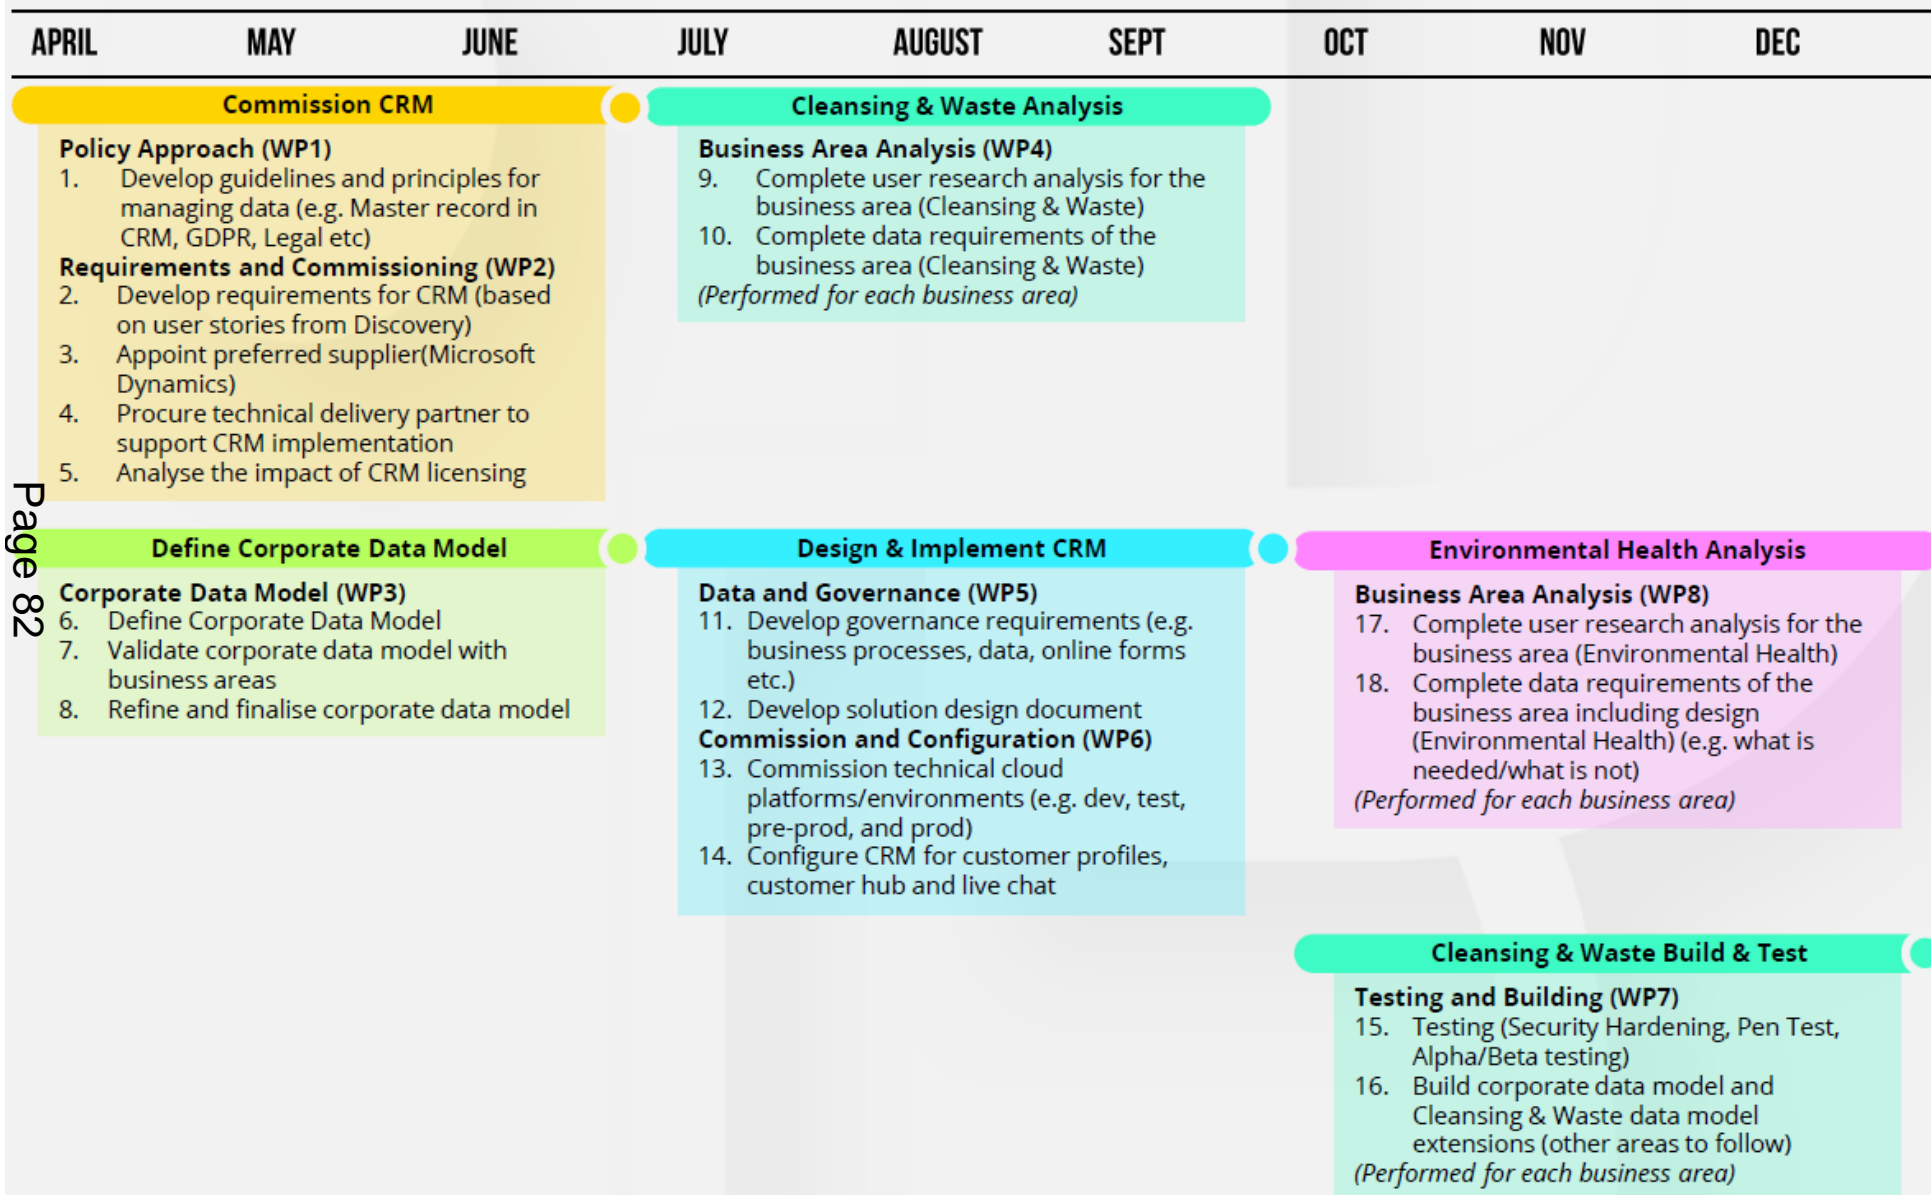 APRIL MAY JUNE JULY AUGUST SEPT OCT NOV DEC
Commission CRM
Policy Approach (WP1)
1. Develop guidelines and principles for
managing data (e.g. Master record in
CRM, GDPR, Legal etc)
Requirements and Commissioning (WP2)
2. Develop requirements for CRM (based
on user stories from Discovery)
3. Appoint preferred supplier(Microsoft
Dynamics)
4. Procure technical delivery partner to
support CRM implementation
5. Analyse the impact of CRM licensing
Cleansing & Waste Analysis
Business Area Analysis (WP4)
9. Complete user research analysis for the
business area (Cleansing & Waste)
10. Complete data requirements of the
business area (Cleansing & Waste)
(Performed for each business area)
Page 82
Define Corporate Data Model
Corporate Data Model (WP3)
6. Define Corporate Data Model
7. Validate corporate data model with
business areas
8. Refine and finalise corporate data model
Design & Implement CRM
Data and Governance (WP5)
11. Develop governance requirements (e.g.
business processes, data, online forms
etc.)
12. Develop solution design document
Commission and Configuration (WP6)
13. Commission technical cloud
platforms/environments (e.g. dev, test,
pre-prod, and prod)
14. Configure CRM for customer profiles,
customer hub and live chat
Environmental Health Analysis
Business Area Analysis (WP8)
17. Complete user research analysis for the
business area (Environmental Health)
18. Complete data requirements of the
business area including design
(Environmental Health) (e.g. what is
needed/what is not)
(Performed for each business area)
Cleansing & Waste Build & Test
Testing and Building (WP7)
15. Testing (Security Hardening, Pen Test,
Alpha/Beta testing)
16. Build corporate data model and
Cleansing & Waste data model
extensions (other areas to follow)
(Performed for each business area)